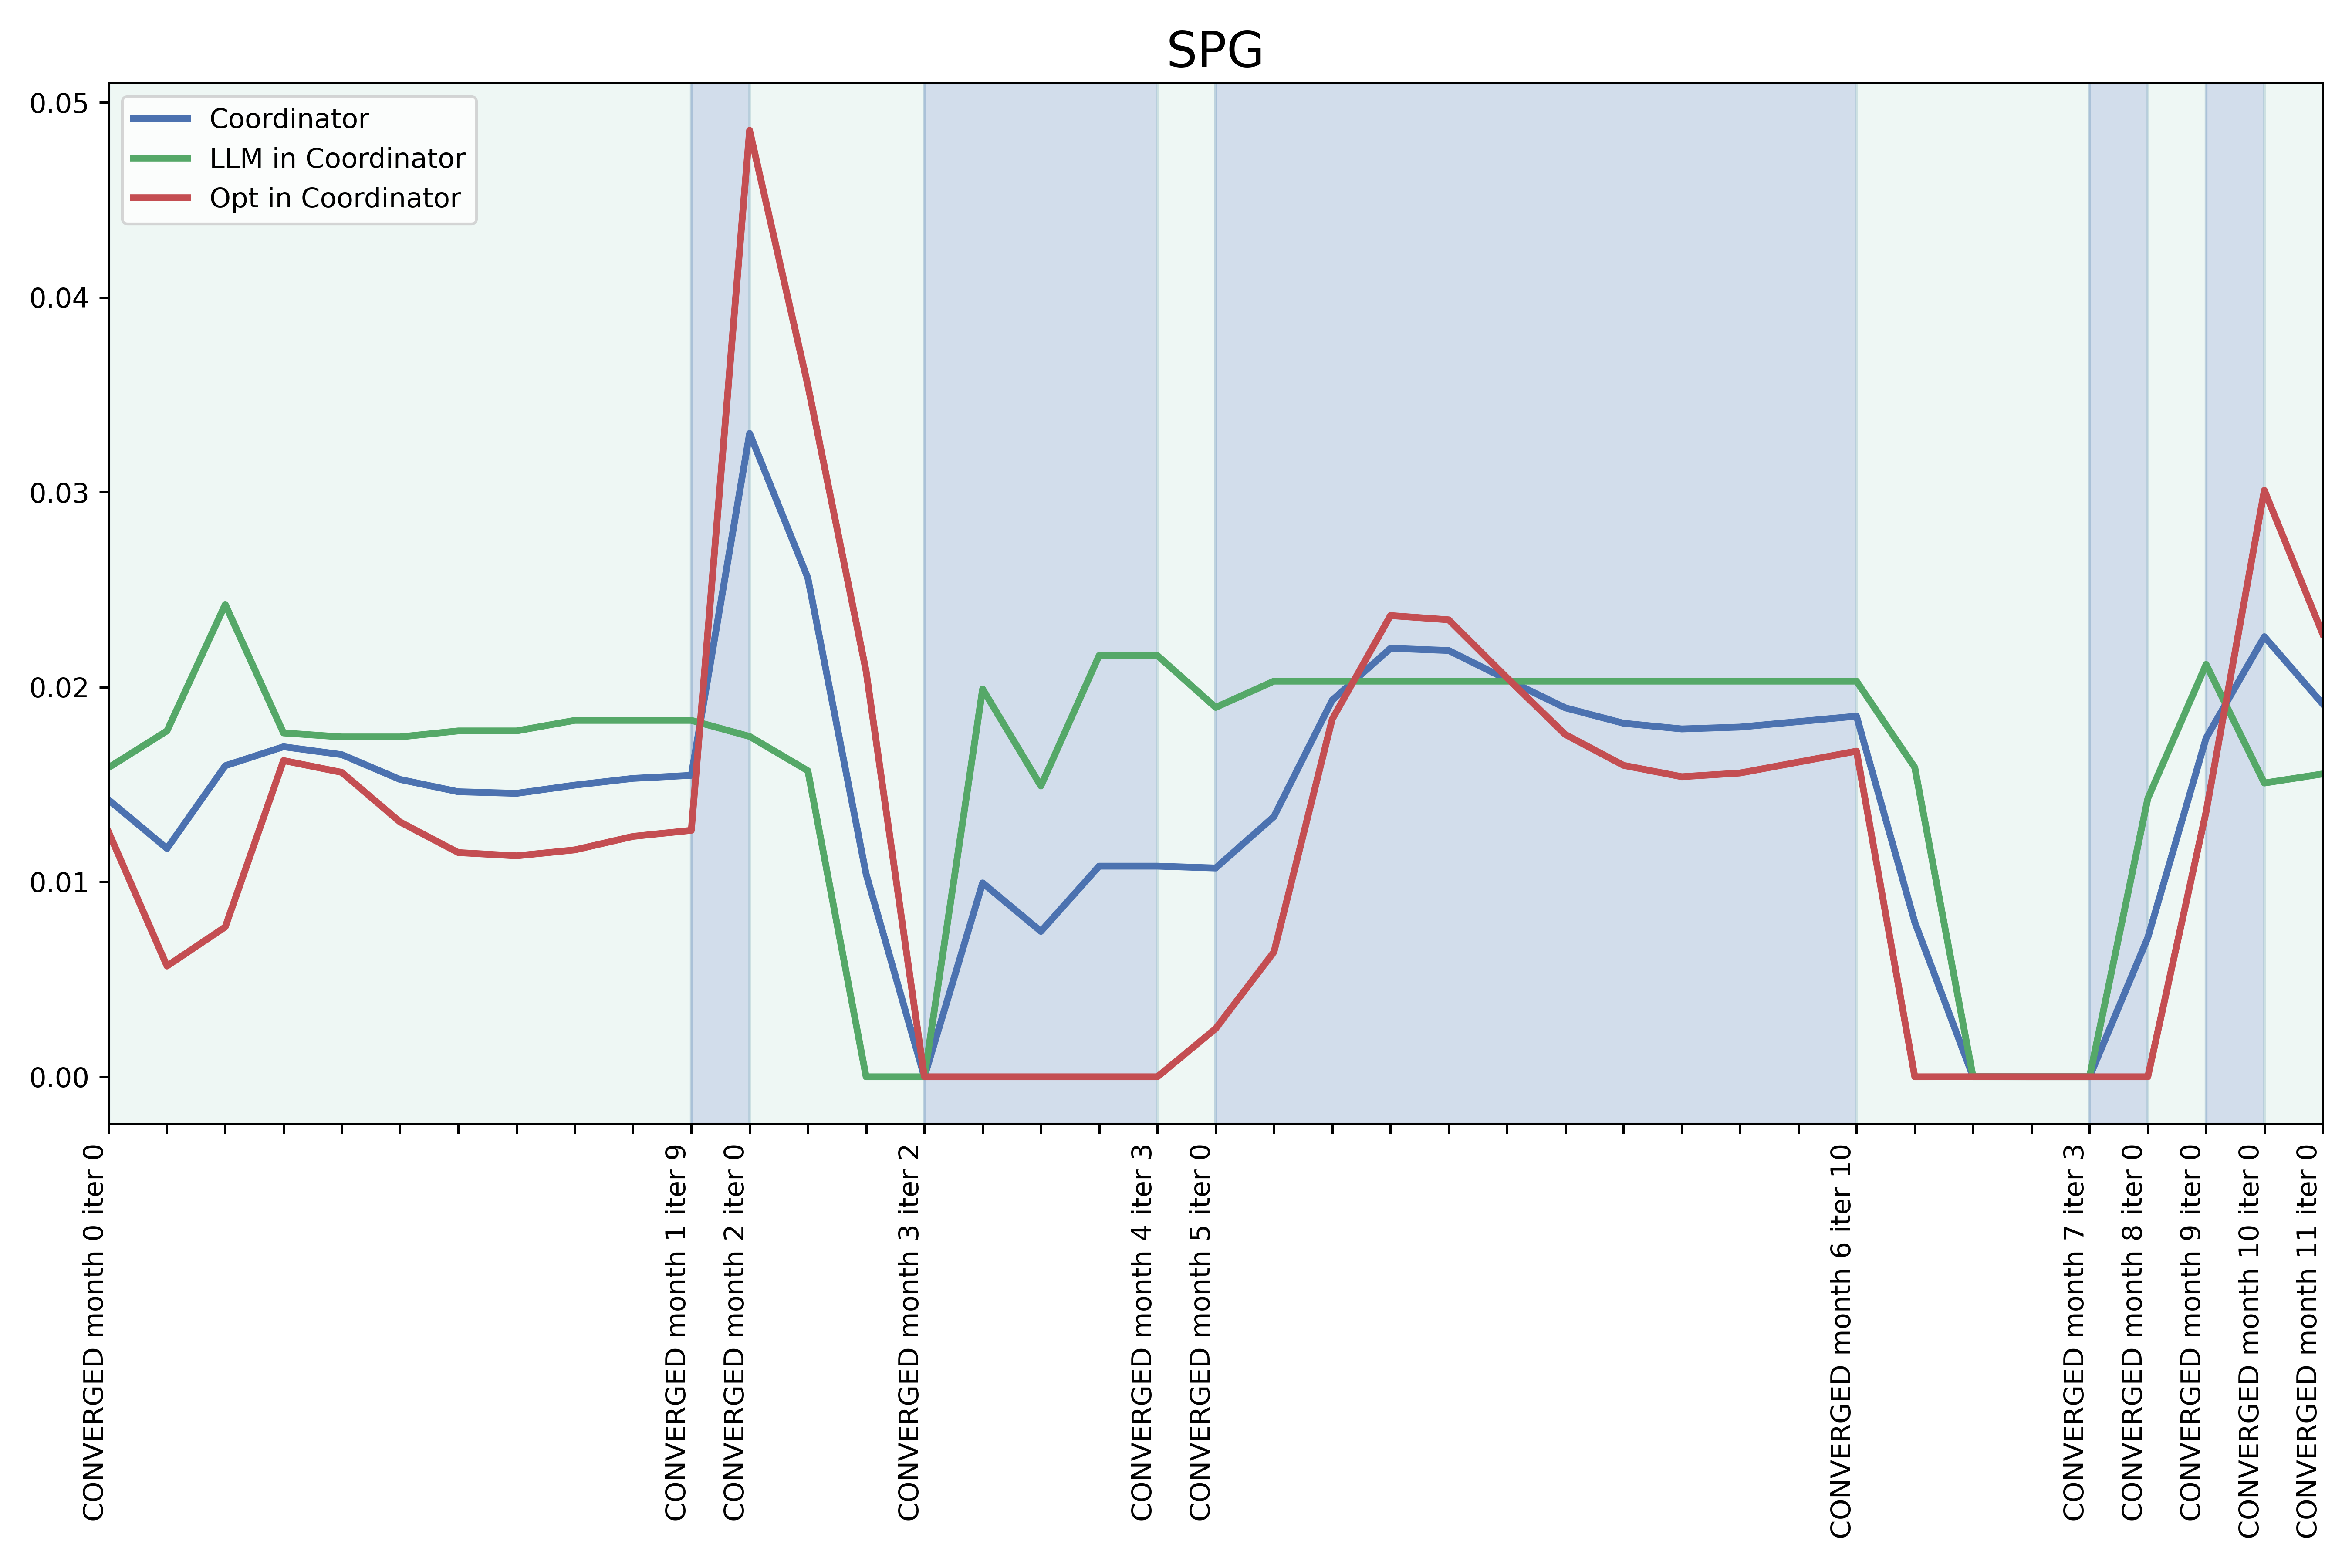 SPG
0.05
0.04
0.03
0.02
0.01
0.00
Coordinator
LLM in Coordinator
Opt in Coordinator
CONVERGED month 0 iter 0
CONVERGED month 1 iter 9
CONVERGED month 2 iter 0
CONVERGED month 3 iter 2
CONVERGED month 4 iter 3
CONVERGED month 5 iter 0
CONVERGED month 6 iter 10
CONVERGED month 7 iter 3
CONVERGED month 8 iter 0
CONVERGED month 9 iter 0
CONVERGED month 10 iter 0
CONVERGED month 11 iter 0